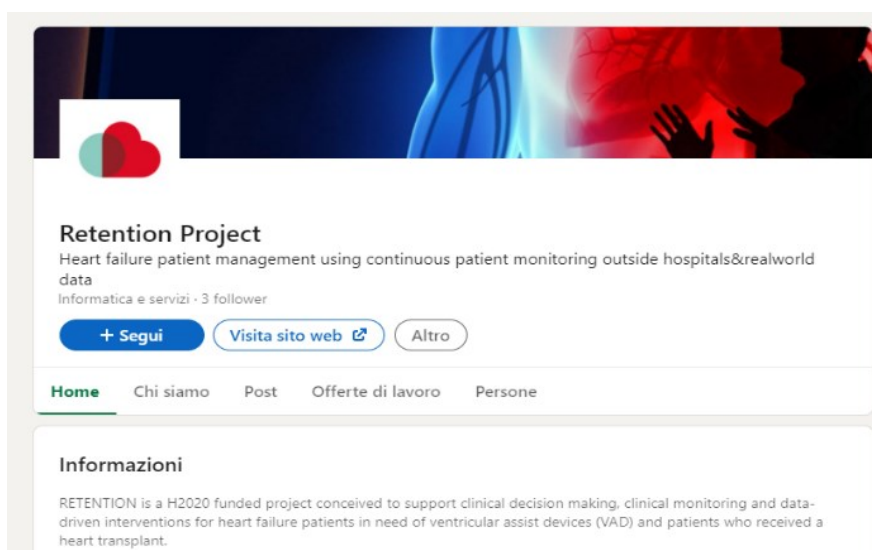 Retention Project
Heart failure patient management using continuous patient monitoring outside hospitals&realworld
data
Informatica e servizi · 3 follower
+ Segui
Visita sito web
Altro
Home
Chi siamo
Post
Offerte di lavoro
Persone
Informazioni
RETENTION is a H2020 funded project conceived to support clinical decision making, clinical monitoring and data-
driven interventions for heart failure patients in need of ventricular assist devices (VAD) and patients who received a
heart transplant.